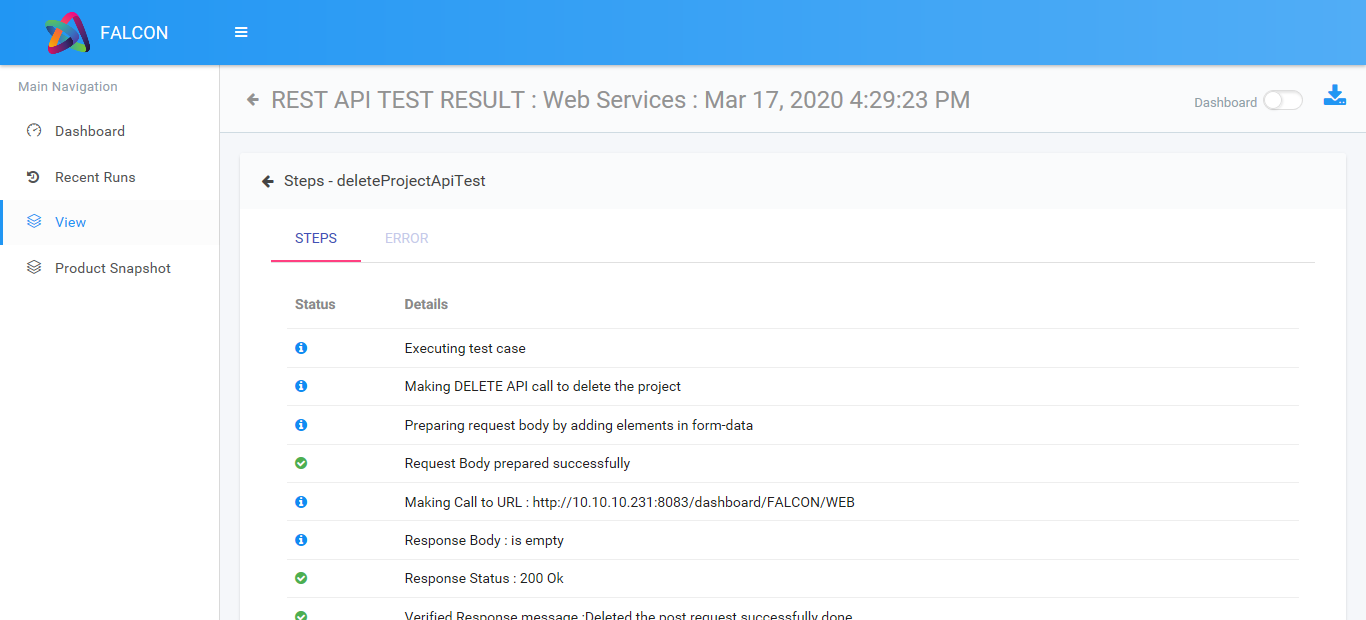 FALCON
Main Navigation
Dashboard
Recent Runs
View
Product Snapshot
REST API TEST RESULT : Web Services : Mar 17, 2020 4:29:23 PM
Dashboard
Steps - deleteProjectApiTest
STEPS ERROR
Status Details
Executing test case
Making DELETE API call to delete the project
Preparing request body by adding elements in form-data
Request Body prepared successfully
Making Call to URL : http://10.10.10.231:8083/dashboard/FALCON/WEB
Response Body : is empty
Response Status : 200 Ok
Verified Response message :Deleted the post request successfully done